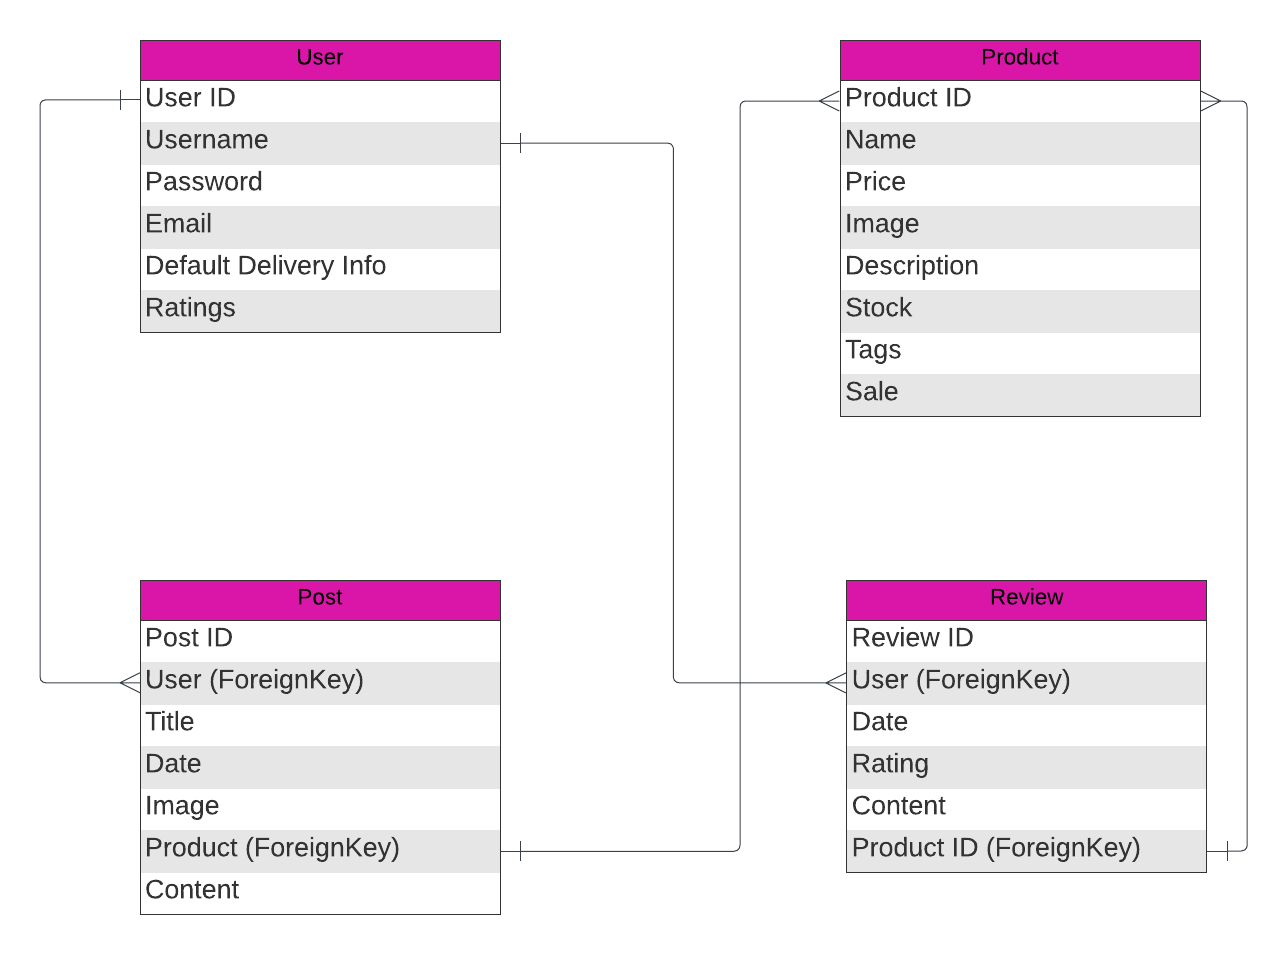 User
User ID
Username
Password
Email
Default Delivery Info
Ratings
Product
Product ID
Name
Price
Image
Description
Stock
Tags
Sale
Post
Post ID
User (ForeignKey)
Title
Date
Image
Product (ForeignKey)
Content
Review
Review ID
User (ForeignKey)
Date
Rating
Content
Product ID (ForeignKey)